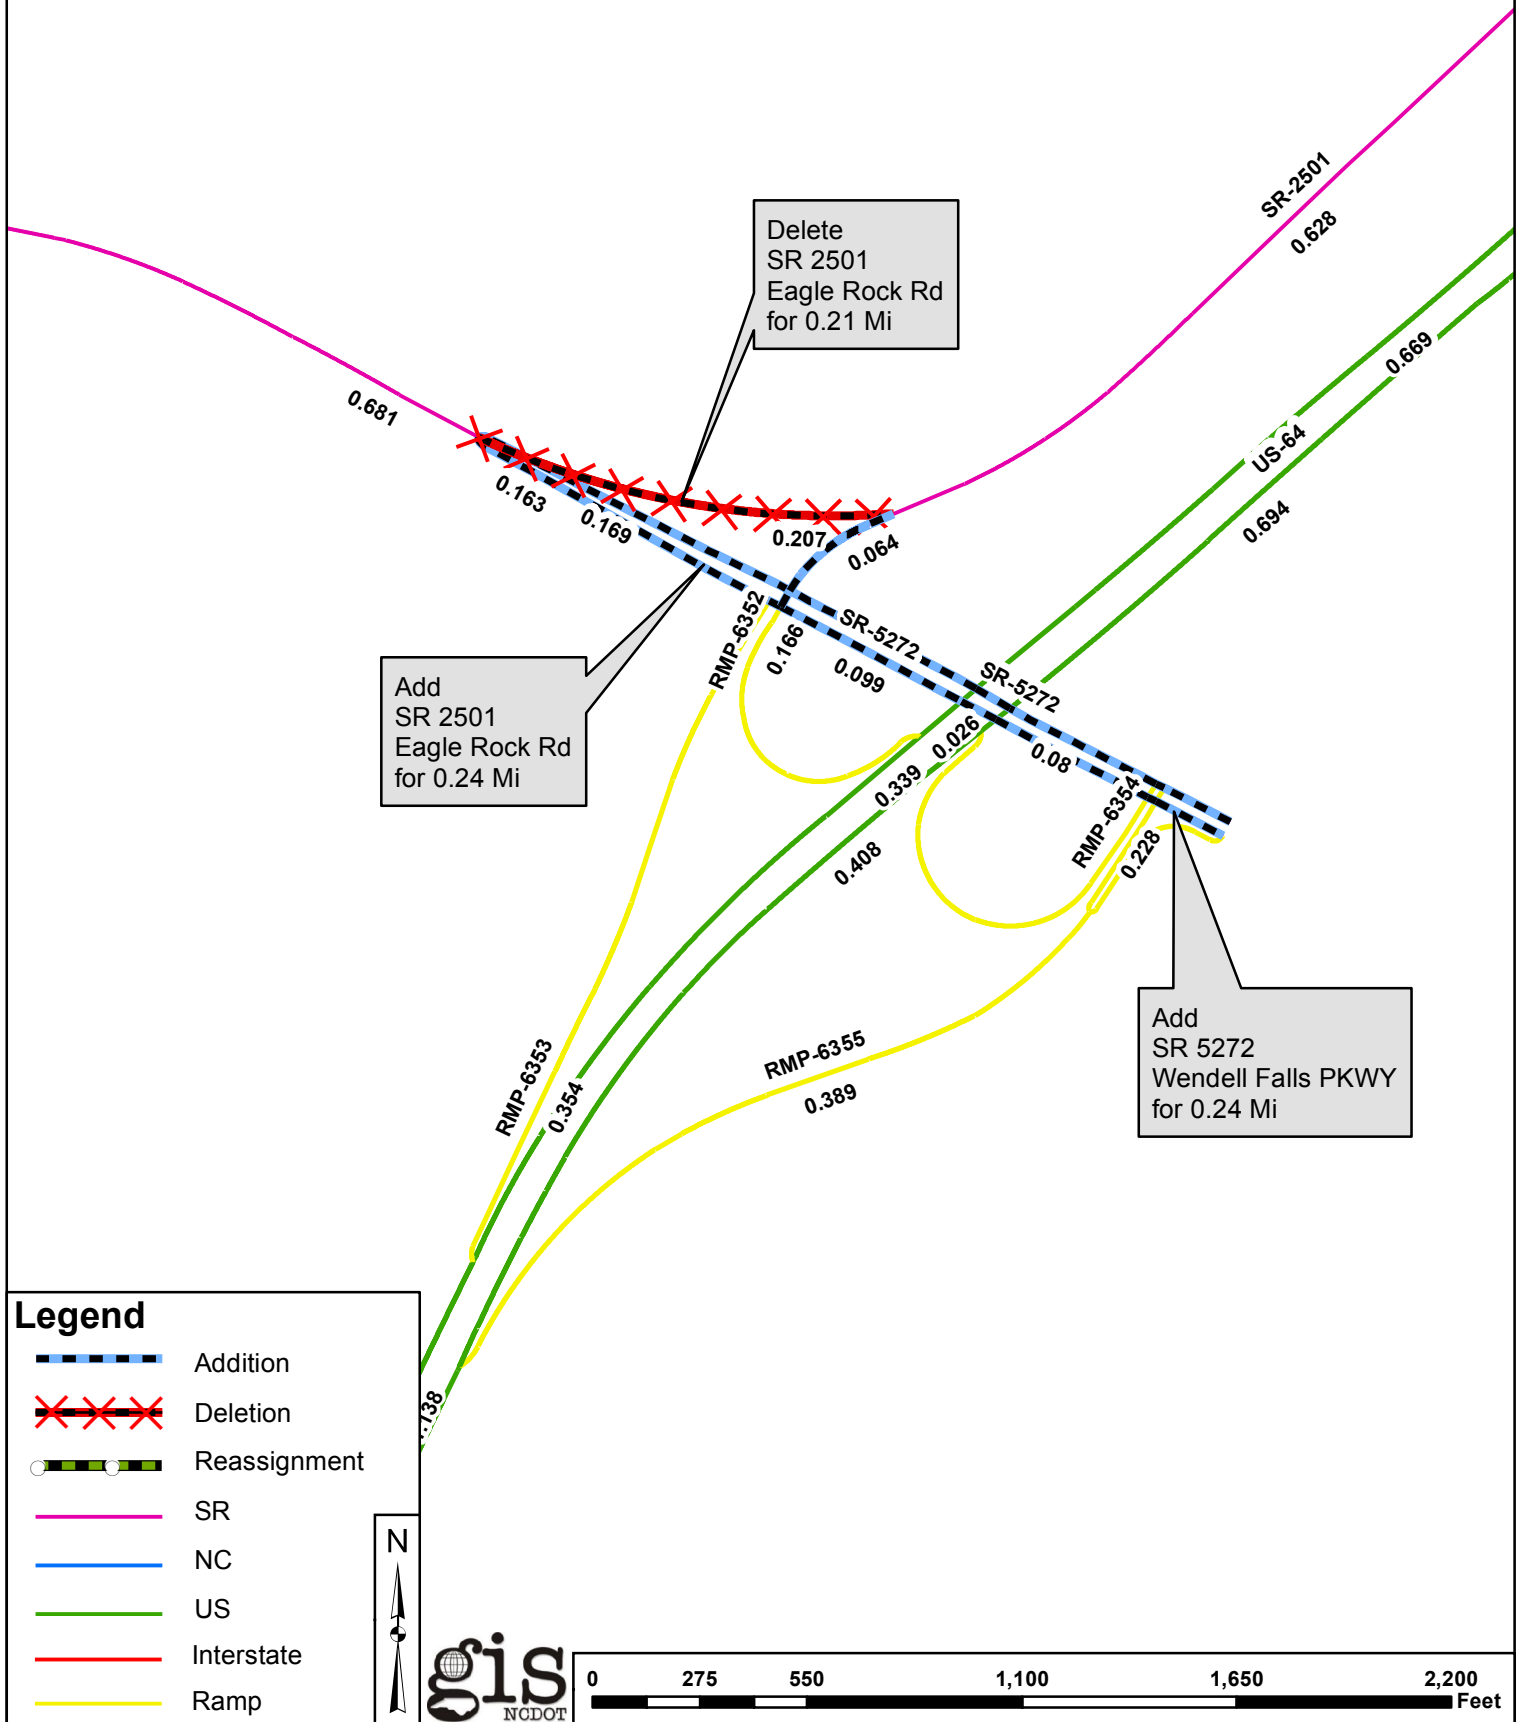 SR-2501
0.628
Delete
SR 2501
Eagle Rock Rd
for 0.21 Mi
0.669
0.681
US-64
0.163
0.169
0.207
0.064
0.694
RMP-6352
0.166
SR-5272
0.099
SR-5272
Add
SR 2501
Eagle Rock Rd
for 0.24 Mi
0.026
0.08
0.339
0.408
RMP-6354
0.228
Add
SR 5272
Wendell Falls PKWY
for 0.24 Mi
RMP-6353
0.354
RMP-6355
0.389
.138
Legend
Addition
Deletion
Reassignment
SR
NC
US
Interstate
Ramp
N
gis
NCDOT
0 275 550 1,100 1,650 2,200
Feet